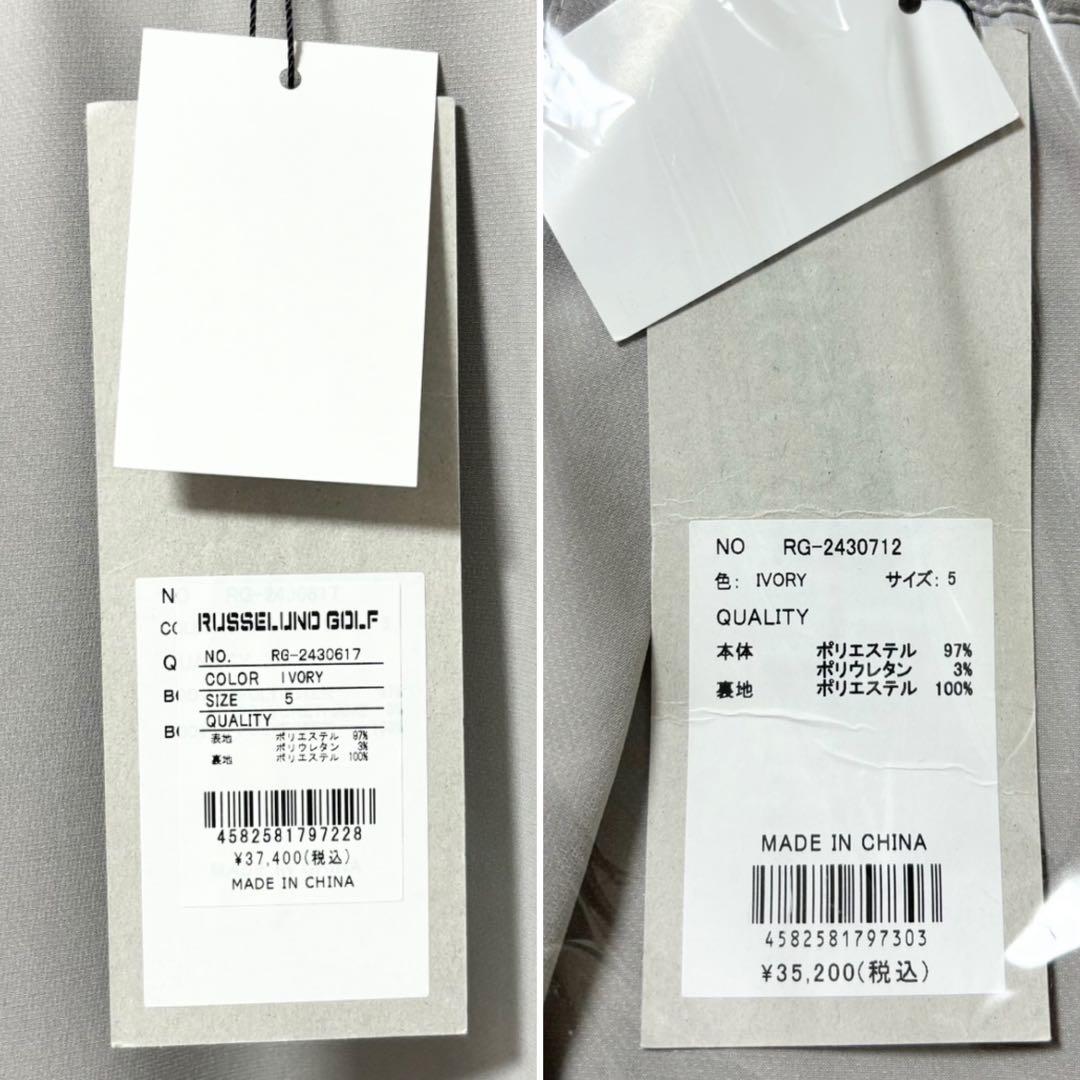 RUSSELUNO GOLF
NO. RG-2430617
COLOR IVORY
SIZE 5
QUALITY
表地 ポリエステル 97%
ポリウレタン 3%
裏地 ポリエステル 100%
4582581797228
¥37,400(税込)
MADE IN CHINA
NO RG-2430712
色: IVORY サイズ: 5
QUALITY
本体 ポリエステル 97%
ポリウレタン 3%
裏地 ポリエステル 100%
MADE IN CHINA
4582581797303
¥35,200(税込)